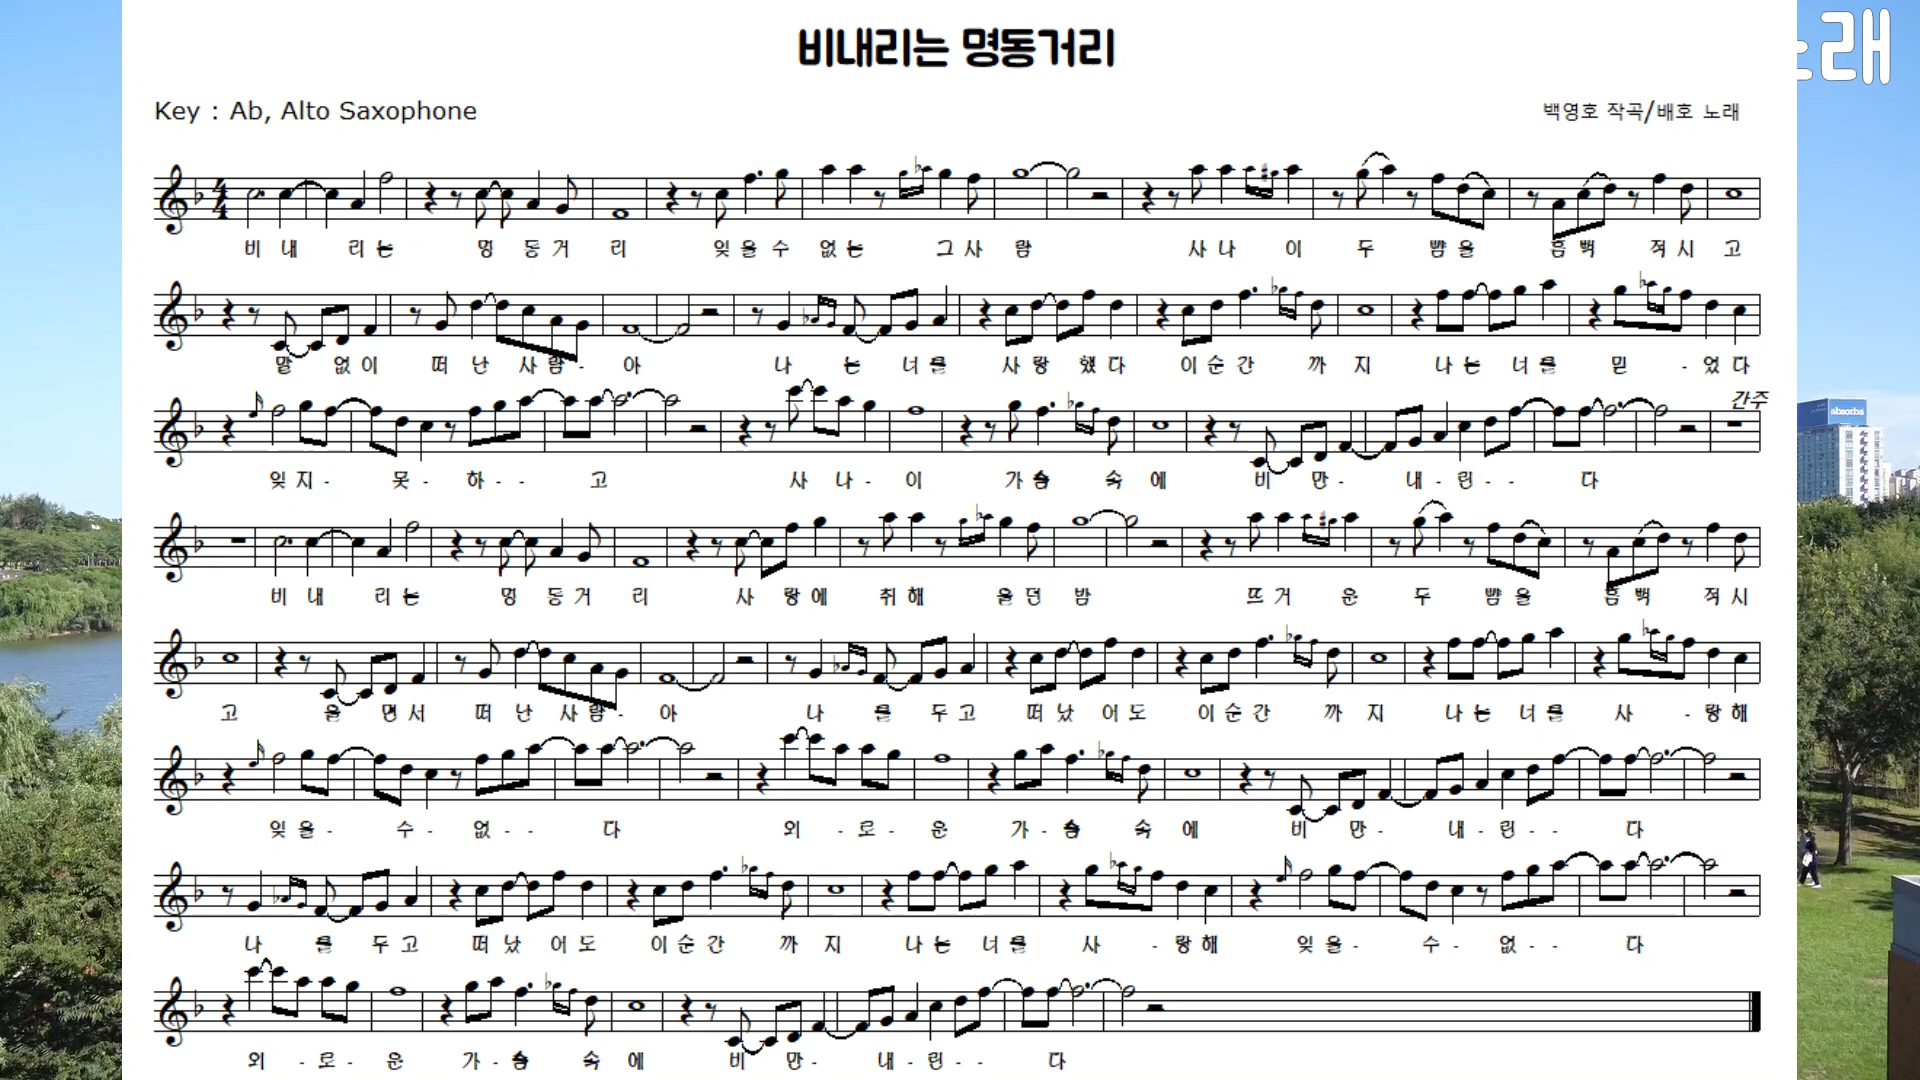 비내리는 명동거리
노래
Key : Ab, Alto Saxophone
백영호 작곡/배호 노래
비 내 리 는 명 동 거 리 잊 을 수 없 는 그 사 람 사 나 이 두 뺨 을 흠 뻑 적 시 고
말 없 이 떠 난 사 람 - 아 나 는 너 를 사 랑 했 다 이 순 간 까 지 나 는 너 를 믿 - 었 다
간주
잊 지 - 못 - 하 - - 고 사 나 - 이 가 슴 속 에 비 만 - 내 - 린 - - 다
absorba
비 내 리 는 명 동 거 리 사 랑 에 취 해 울 던 밤 뜨 거 운 두 뺨 을 흠 뻑 적 시
고 울 면 서 떠 난 사 람 - 아 나 를 두 고 떠 났 어 도 이 순 간 까 지 나 는 너 를 사 - 랑 해
잊 을 - 수 - 없 - - 다 외 - 로 - 운 가 - 슴 속 에 비 만 - 내 - 린 - - 다
나 를 두 고 떠 났 어 도 이 순 간 까 지 나 는 너 를 사 - 랑 해 잊 을 - 수 - 없 - - 다
외 - 로 - 운 가 - 슴 속 에 비 만 - 내 - 린 - - 다